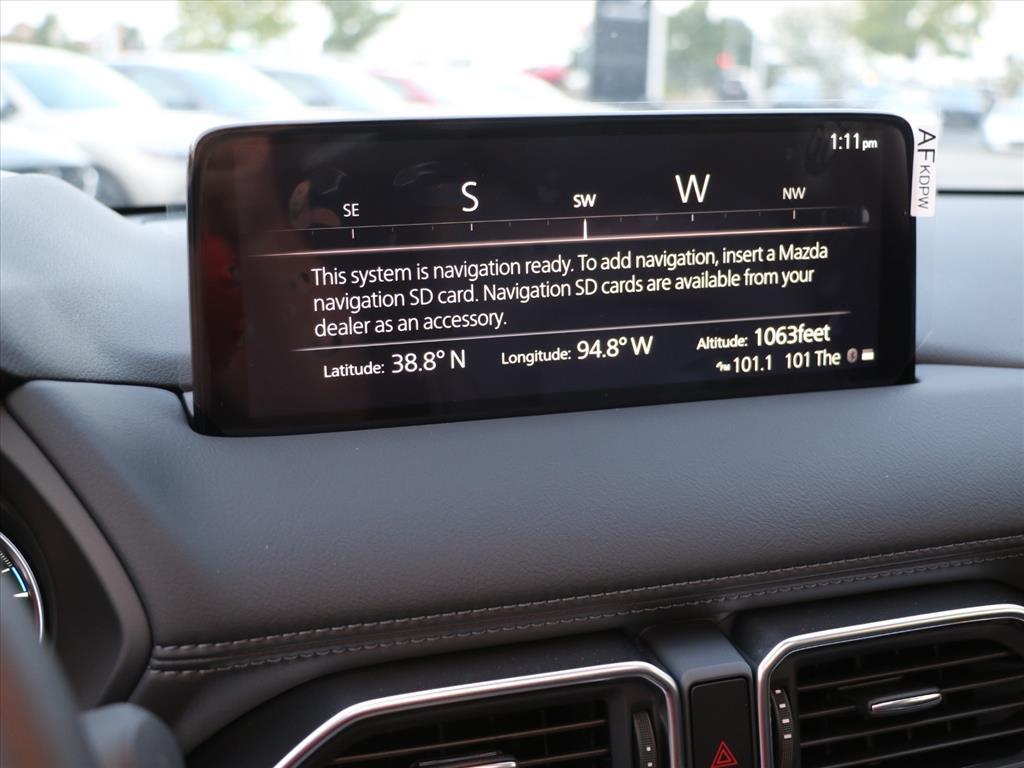 1:11pm
SE S SW W NW
This system is navigation ready. To add navigation, insert a Mazda
navigation SD card. Navigation SD cards are available from your
dealer as an accessory.
Latitude: 38.8° N Longitude: 94.8° W Altitude: 1063feet
FM 101.1 101 The
AF KDPW